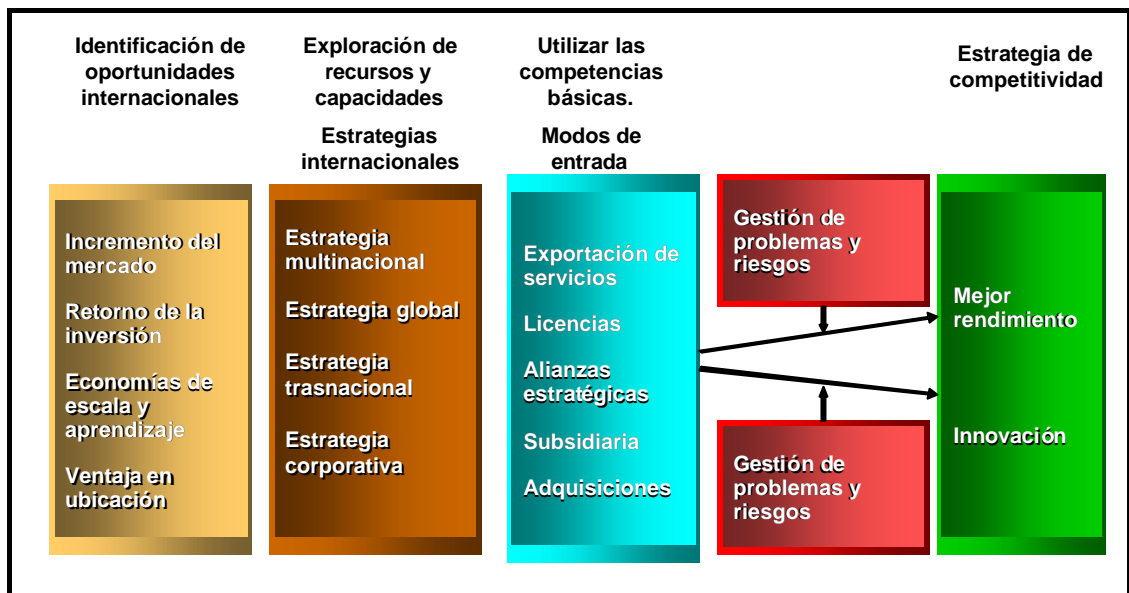 Identificación de
oportunidades
internacionales
Exploración de
recursos y
capacidades
Estrategias
internacionales
Utilizar las
competencias
básicas.
Modos de
entrada
Estrategia de
competitividad
Incremento del
mercado
Retorno de la
inversión
Economías de
escala y
aprendizaje
Ventaja en
ubicación
Estrategia
multinacional
Estrategia global
Estrategia
trasnacional
Estrategia
corporativa
Exportación de
servicios
Licencias
Alianzas
estratégicas
Subsidiaria
Adquisiciones
Gestión de
problemas y
riesgos
Gestión de
problemas y
riesgos
Mejor
rendimiento
Innovación